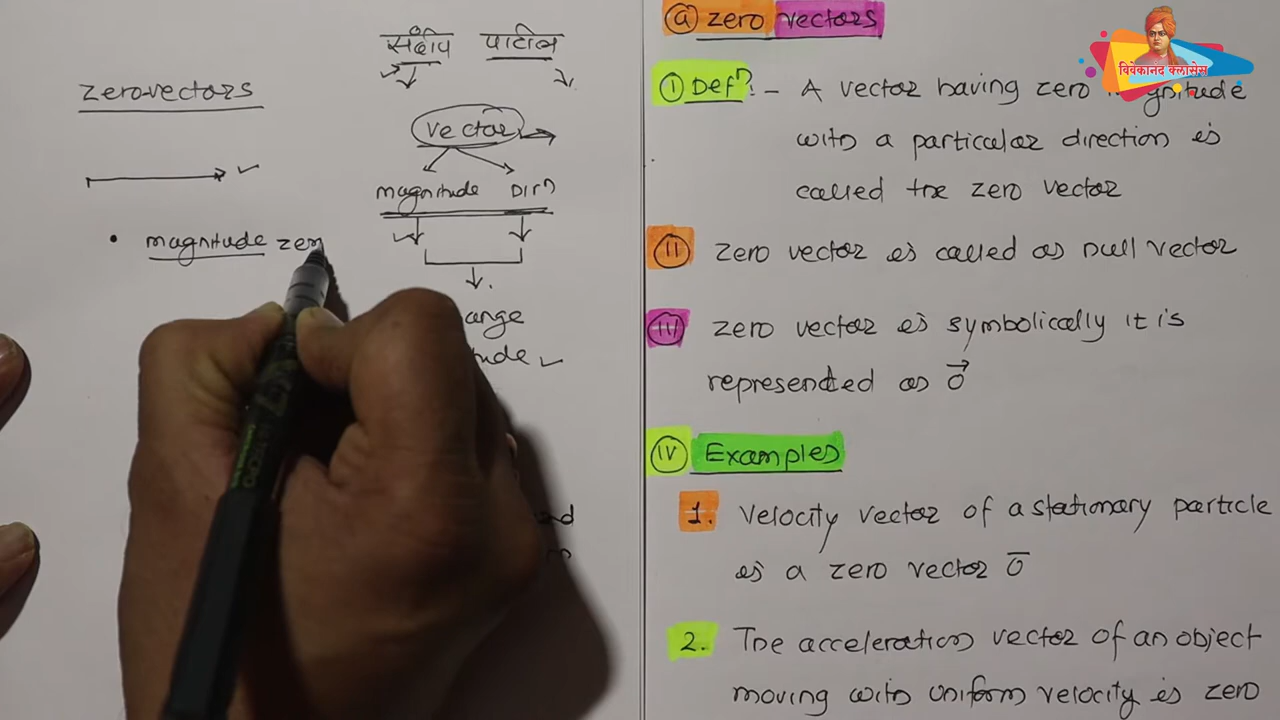 संदीप पाटील
zero vectors
vector
magnitude Dirn
magnitude zero
ange
ude
a zero vectors
विवेकानंद क्लासेस
I Defn: - A vector having zero magnitude
with a particular direction is
called the zero vector
II zero vector is called as null vector
III zero vector is symbolically it is
represented as o⃗
IV Examples
1. Velocity vector of a stationary particle
is a zero vector o̅
2. The acceleration vector of an object
moving with uniform velocity is zero